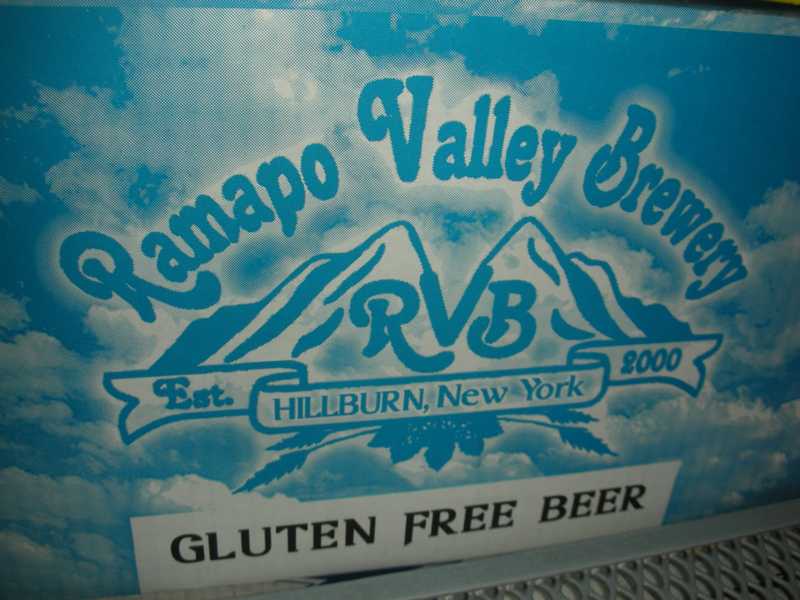 Ramapo Valley Brewery
RVB
Est. HILLBURN, New York 2000
GLUTEN FREE BEER